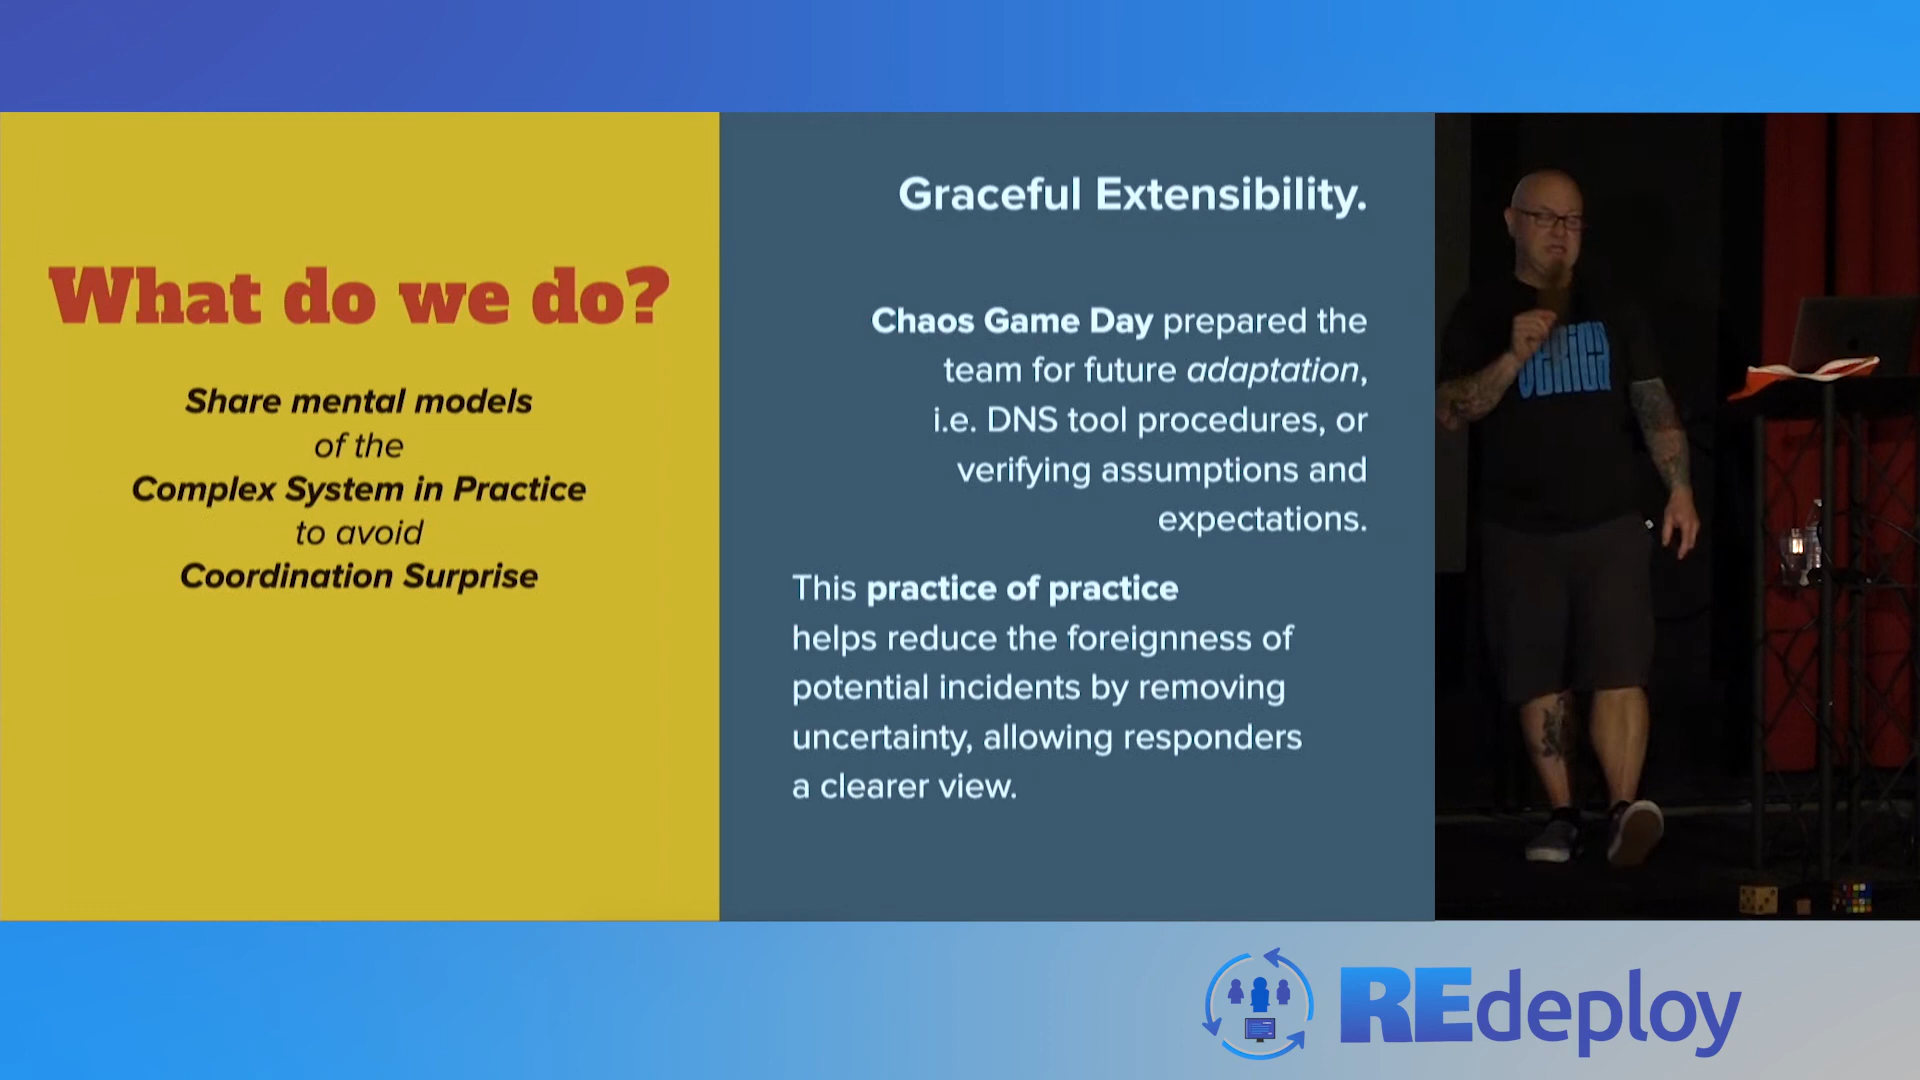 What do we do?
Share mental models
of the
Complex System in Practice
to avoid
Coordination Surprise
Graceful Extensibility.
Chaos Game Day prepared the
team for future adaptation,
i.e. DNS tool procedures, or
verifying assumptions and
expectations.
This practice of practice
helps reduce the foreignness of
potential incidents by removing
uncertainty, allowing responders
a clearer view.
VERICA
REdeploy